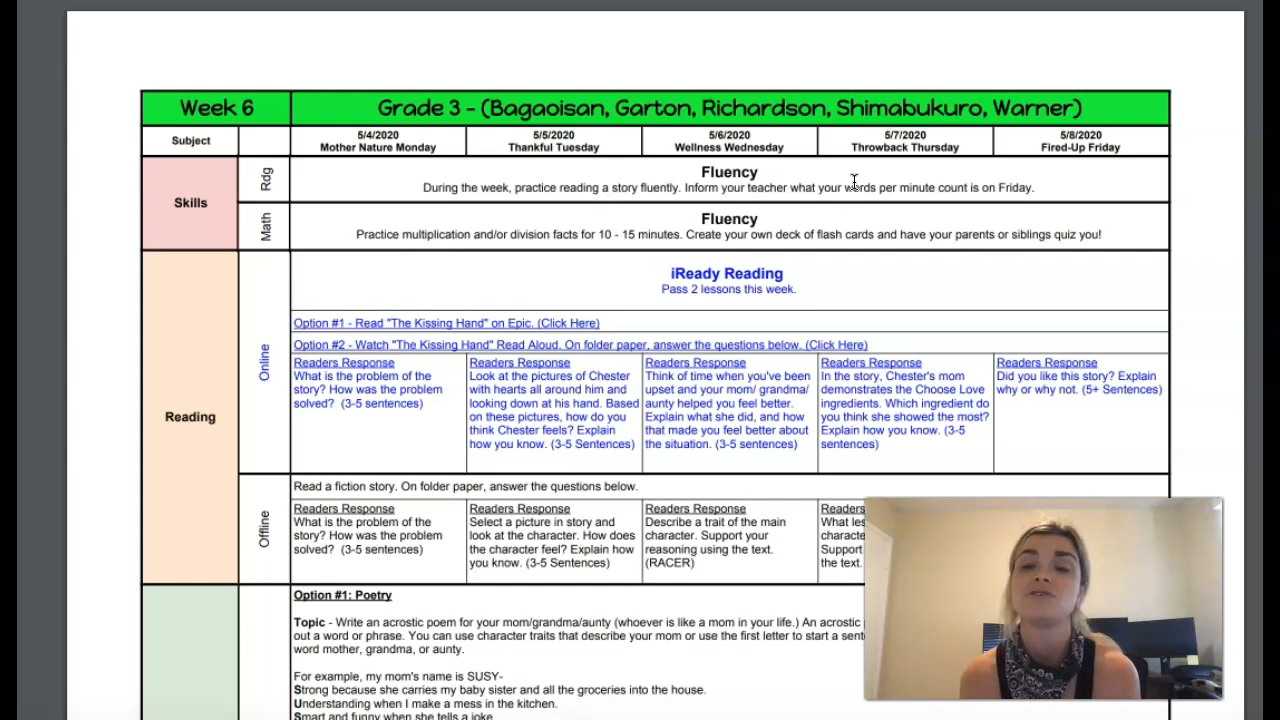 Week 6
Grade 3 - (Bagaoisan, Garton, Richardson, Shimabukuro, Warner)
Subject
5/4/2020
Mother Nature Monday
5/5/2020
Thankful Tuesday
5/6/2020
Wellness Wednesday
5/7/2020
Throwback Thursday
5/8/2020
Fired-Up Friday
Skills
Rdg
Fluency
During the week, practice reading a story fluently. Inform your teacher what your words per minute count is on Friday.
Math
Fluency
Practice multiplication and/or division facts for 10 - 15 minutes. Create your own deck of flash cards and have your parents or siblings quiz you!
Reading
Online
iReady Reading
Pass 2 lessons this week.
Option #1 - Read "The Kissing Hand" on Epic. (Click Here)
Option #2 - Watch "The Kissing Hand" Read Aloud. On folder paper, answer the questions below. (Click Here)
Readers Response
What is the problem of the
story? How was the problem
solved? (3-5 sentences)
Readers Response
Look at the pictures of Chester
with hearts all around him and
looking down at his hand. Based
on these pictures, how do you
think Chester feels? Explain
how you know. (3-5 Sentences)
Readers Response
Think of time when you've been
upset and your mom/ grandma/
aunty helped you feel better.
Explain what she did, and how
that made you feel better about
the situation. (3-5 sentences)
Readers Response
In the story, Chester's mom
demonstrates the Choose Love
ingredients. Which ingredient do
you think she showed the most?
Explain how you know. (3-5
sentences)
Readers Response
Did you like this story? Explain
why or why not. (5+ Sentences)
Offline
Read a fiction story. On folder paper, answer the questions below.
Readers Response
What is the problem of the
story? How was the problem
solved? (3-5 sentences)
Readers Response
Select a picture in story and
look at the character. How does
the character feel? Explain how
you know. (3-5 Sentences)
Readers Response
Describe a trait of the main
character. Support your
reasoning using the text.
(RACER)
Readers
What les
characte
Support
the text.
Option #1: Poetry
Topic - Write an acrostic poem for your mom/grandma/aunty (whoever is like a mom in your life.) An acrostic p
out a word or phrase. You can use character traits that describe your mom or use the first letter to start a sent
word mother, grandma, or aunty.
For example, my mom's name is SUSY-
Strong because she carries my baby sister and all the groceries into the house.
Understanding when I make a mess in the kitchen.
Smart and funny when she tells a joke